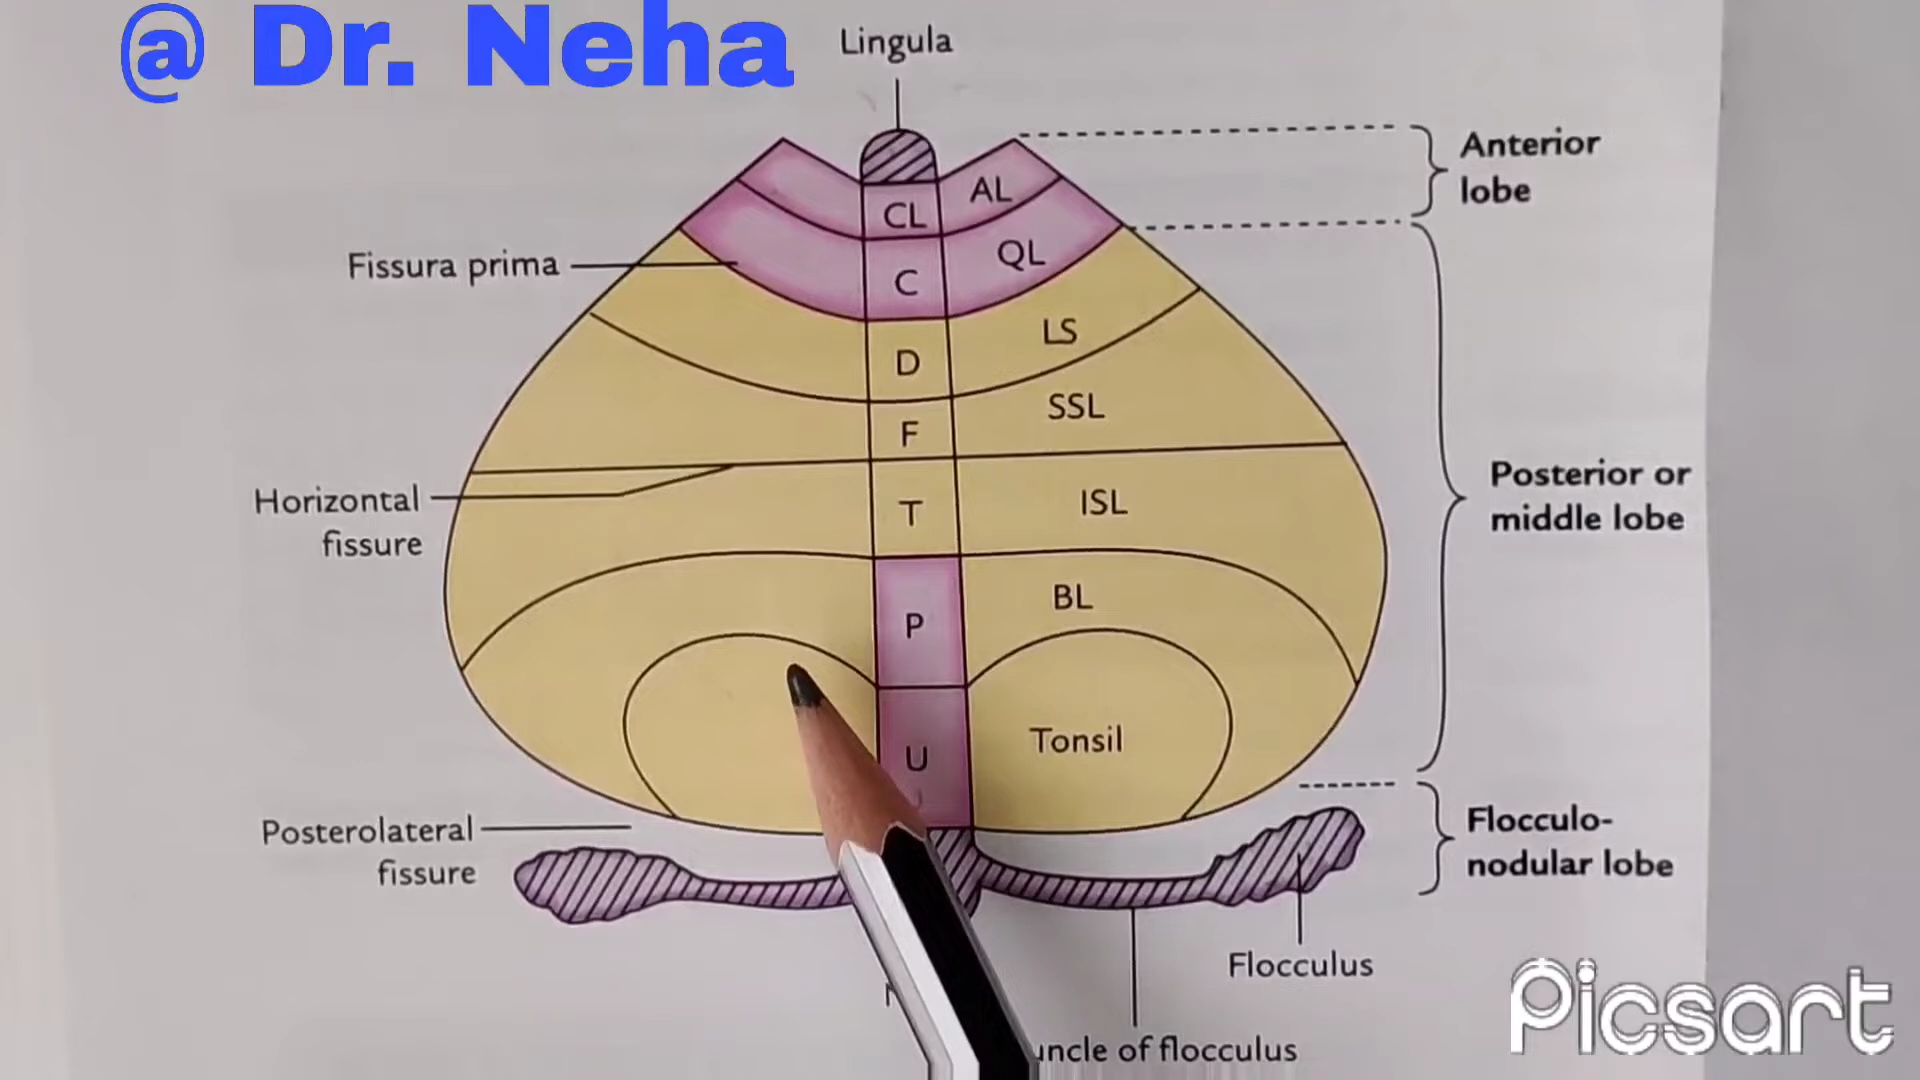 @ Dr. Neha
Lingula
Anterior
lobe
AL
CL
Fissura prima
QL
C
LS
D
SSL
F
Horizontal
fissure
T
ISL
Posterior or
middle lobe
P
BL
U
Tonsil
Posterolateral
fissure
Flocculo-
nodular lobe
Flocculus
of flocculus
Picsart